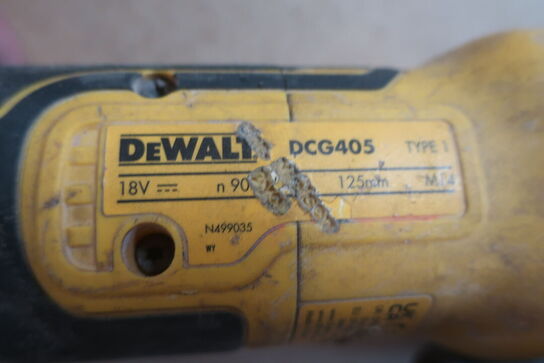 DEWALT DCG405 TYPE 1
18V n 90 125mm M14
N499035
WY